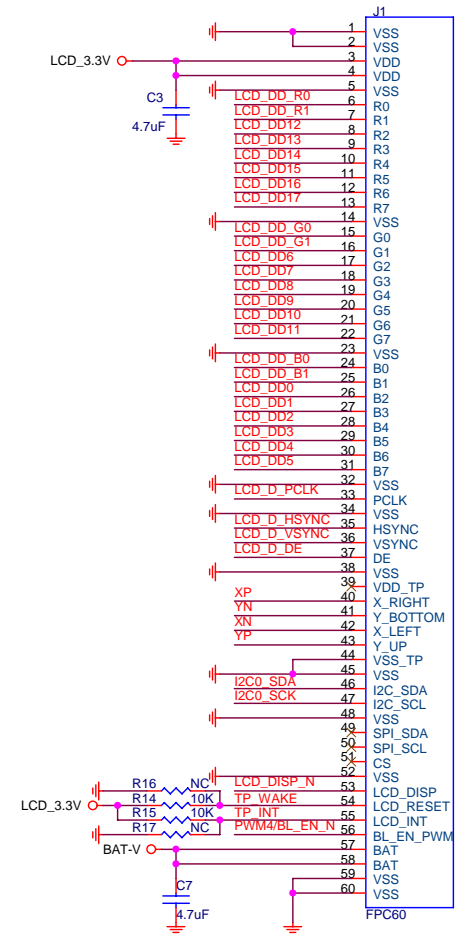 J1
1 VSS
2 VSS
LCD_3.3V 3 VDD
4 VDD
5 VSS
C3
4.7uF
LCD_DD_R0 6 R0
LCD_DD_R1 7 R1
LCD_DD12 8 R2
LCD_DD13 9 R3
LCD_DD14 10 R4
LCD_DD15 11 R5
LCD_DD16 12 R6
LCD_DD17 13 R7
14 VSS
LCD_DD_G0 15 G0
LCD_DD_G1 16 G1
LCD_DD6 17 G2
LCD_DD7 18 G3
LCD_DD8 19 G4
LCD_DD9 20 G5
LCD_DD10 21 G6
LCD_DD11 22 G7
23 VSS
LCD_DD_B0 24 B0
LCD_DD_B1 25 B1
LCD_DD0 26 B2
LCD_DD1 27 B3
LCD_DD2 28 B4
LCD_DD3 29 B5
LCD_DD4 30 B6
LCD_DD5 31 B7
32 VSS
LCD_D_PCLK 33 PCLK
34 VSS
LCD_D_HSYNC 35 HSYNC
LCD_D_VSYNC 36 VSYNC
LCD_D_DE 37 DE
38 VSS
39 VDD_TP
XP 40 X_RIGHT
YN 41 Y_BOTTOM
XN 42 X_LEFT
YP 43 Y_UP
44 VSS_TP
45 VSS
I2C0_SDA 46 I2C_SDA
I2C0_SCK 47 I2C_SCL
48 VSS
49 SPI_SDA
50 SPI_SCL
51 CS
52 VSS
R16 NC LCD_DISP_N 53 LCD_DISP
LCD_3.3V R14 10K TP_WAKE 54 LCD_RESET
R15 10K TP_INT 55 LCD_INT
R17 NC PWM4/BL_EN_N 56 BL_EN_PWM
BAT-V 57 BAT
58 BAT
59 VSS
60 VSS
C7
4.7uF
FPC60